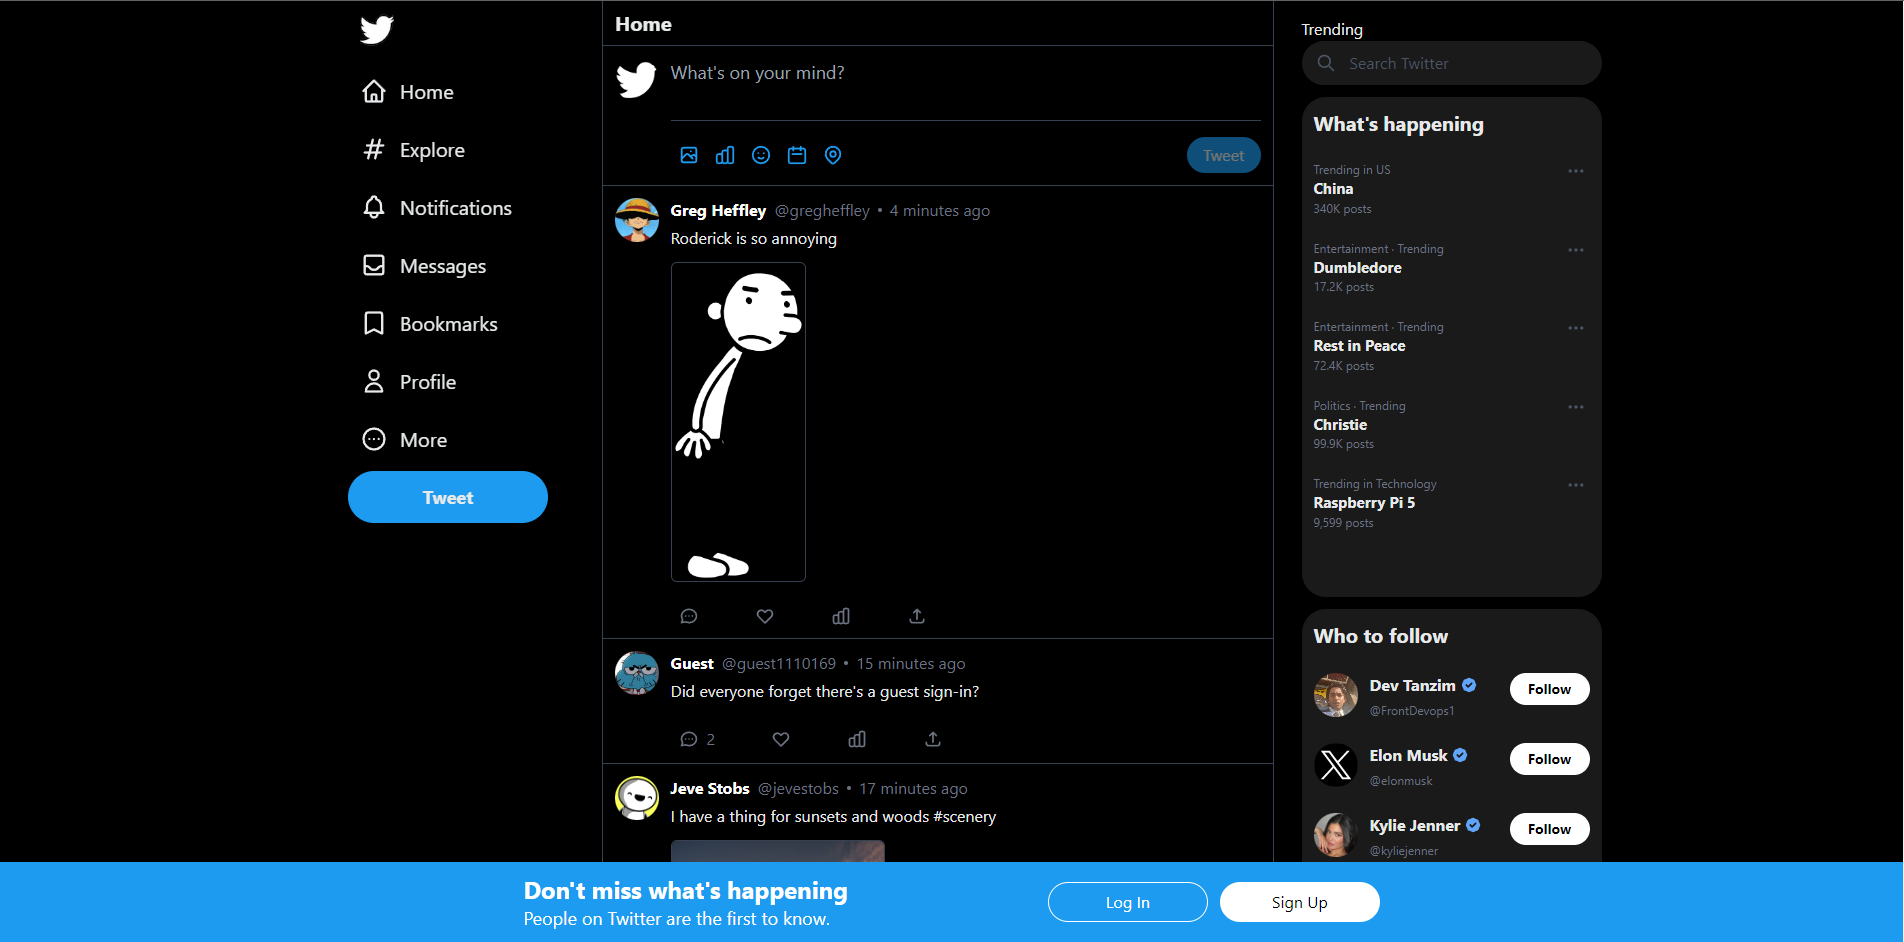 Home
Explore
Notifications
Messages
Bookmarks
Profile
More
Tweet
Home
What's on your mind?
Tweet
Greg Heffley @gregheffley • 4 minutes ago
Roderick is so annoying
Guest @guest1110169 • 15 minutes ago
Did everyone forget there's a guest sign-in?
2
Jeve Stobs @jevestobs • 17 minutes ago
I have a thing for sunsets and woods #scenery
Trending
Search Twitter
What's happening
Trending in US
China
340K posts
Entertainment · Trending
Dumbledore
17.2K posts
Entertainment · Trending
Rest in Peace
72.4K posts
Politics · Trending
Christie
99.9K posts
Trending in Technology
Raspberry Pi 5
9,599 posts
Who to follow
Dev Tanzim
@FrontDevops1
Follow
Elon Musk
@elonmusk
Follow
Kylie Jenner
@kyliejenner
Follow
Don't miss what's happening
People on Twitter are the first to know.
Log In
Sign Up